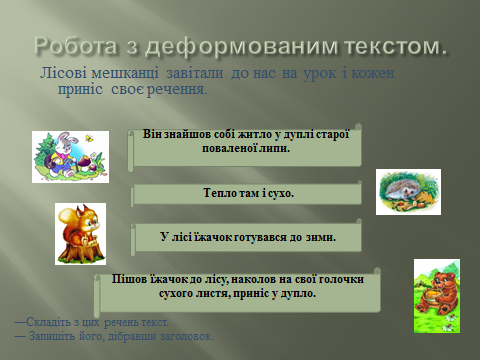 Робота з деформованим текстом.
Лісові мешканці завітали до нас на урок і кожен
приніс своє речення.
Він знайшов собі житло у дуплі старої
поваленої липи.
Тепло там і сухо.
У лісі їжачок готувався до зими.
Пішов їжачок до лісу, наколов на свої голочки
сухого листя, приніс у дупло.
—Складіть з цих речень текст.
— Запишіть його, дібравши заголовок.